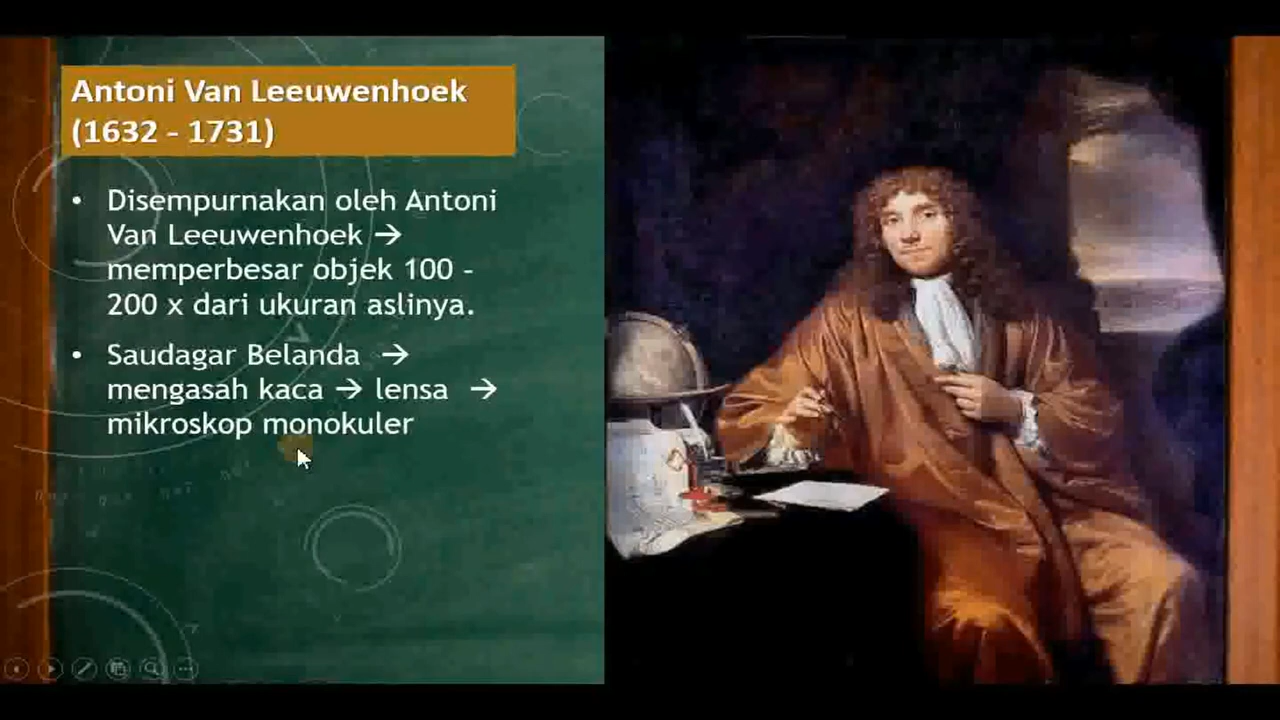 Antoni Van Leeuwenhoek
(1632 - 1731)
• Disempurnakan oleh Antoni
Van Leeuwenhoek →
memperbesar objek 100 -
200 x dari ukuran aslinya.
• Saudagar Belanda →
mengasah kaca → lensa →
mikroskop monokuler